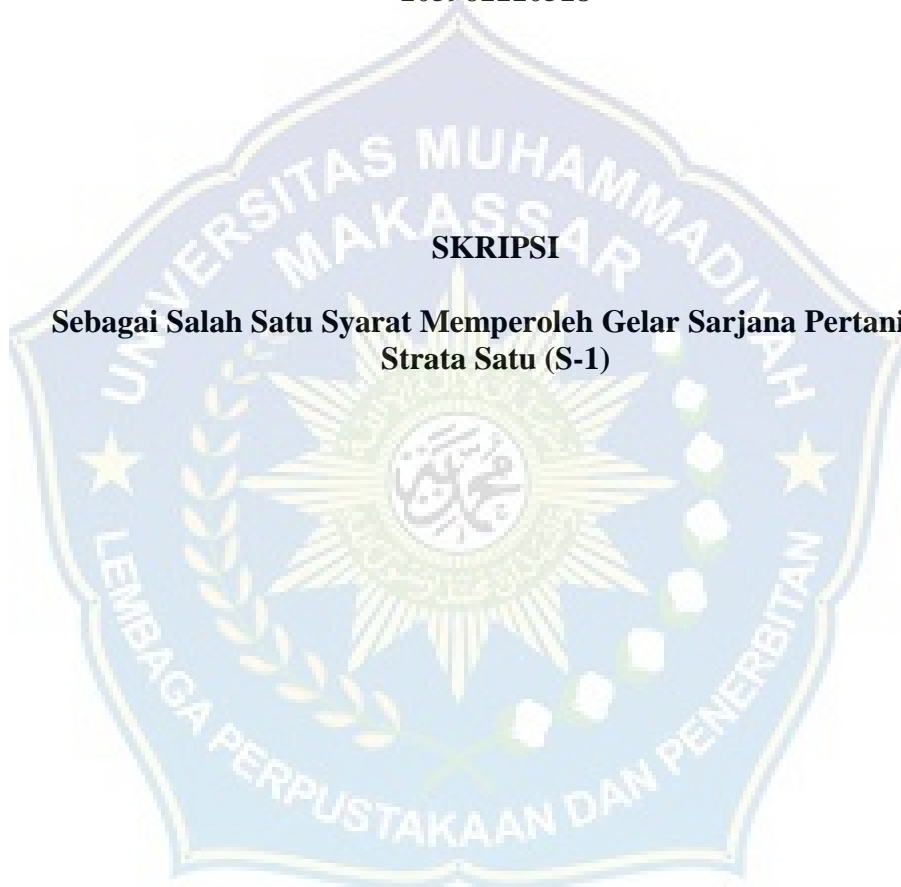 SKRIPSI
Sebagai Salah Satu Syarat Memperoleh Gelar Sarjana Pertani
Strata Satu (S-1)
UNIVERSITAS MUHAMMADIYAH
MAKASSAR
LEMBAGA PERPUSTAKAAN DAN PENERBITAN